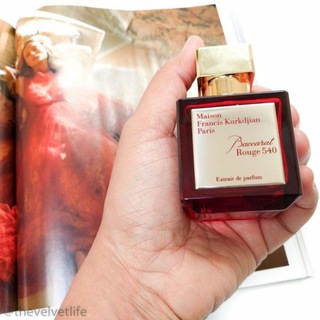 Maison
Francis Kurkdjian
Paris
Baccarat
Rouge 540
Extrait de parfum
@thevelvetlife